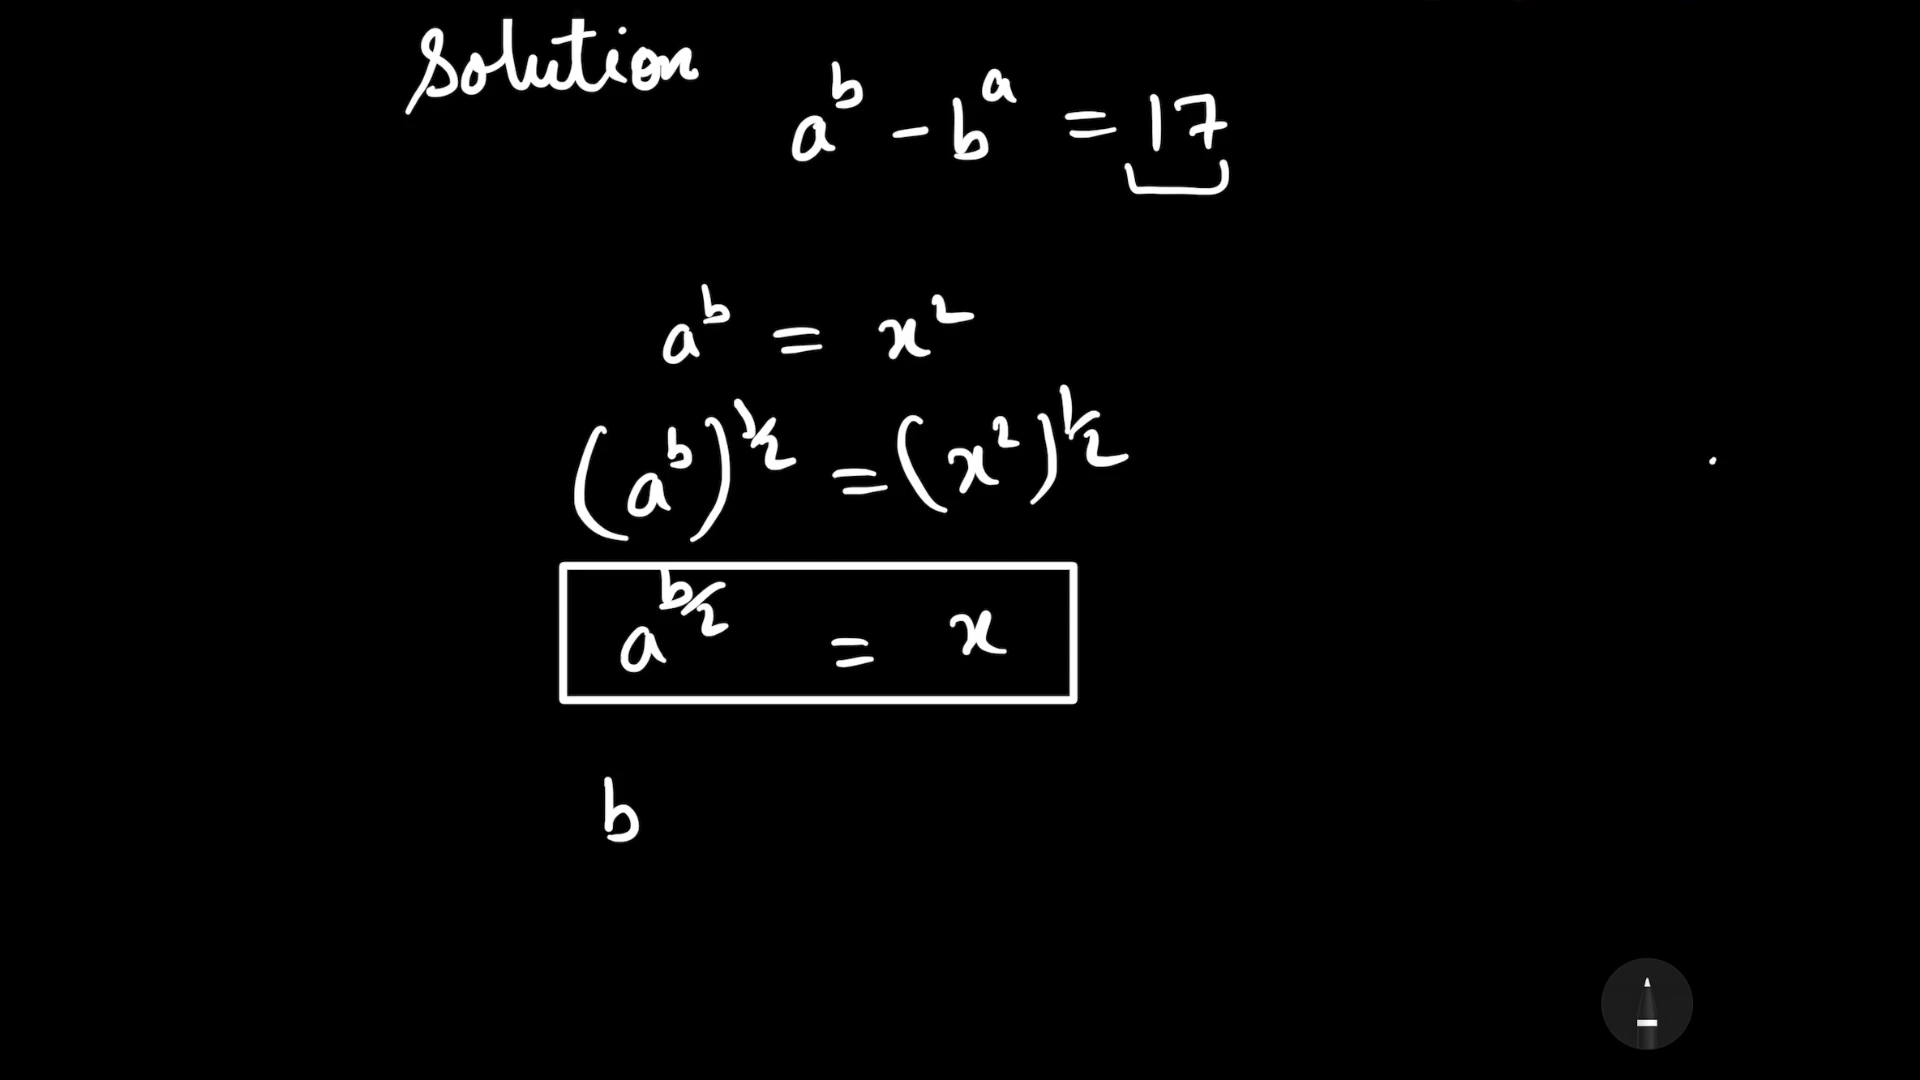 Solution
a^b - b^a = 17
a^b = x^2
(a^b)^1/2 = (x^2)^1/2
a^b/2 = x
b